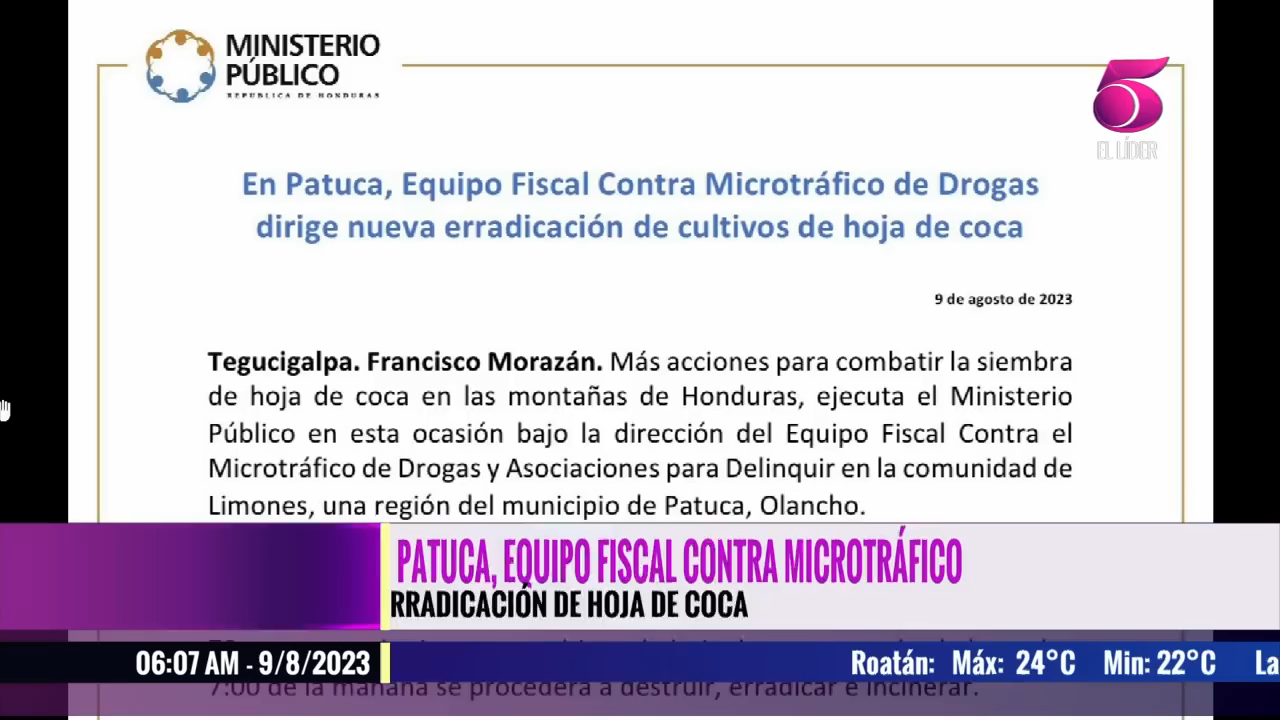 MINISTERIO
PÚBLICO
REPUBLICA DE HONDURAS
5
EL LÍDER
En Patuca, Equipo Fiscal Contra Microtráfico de Drogas
dirige nueva erradicación de cultivos de hoja de coca
9 de agosto de 2023
Tegucigalpa. Francisco Morazán. Más acciones para combatir la siembra
de hoja de coca en las montañas de Honduras, ejecuta el Ministerio
Público en esta ocasión bajo la dirección del Equipo Fiscal Contra el
Microtráfico de Drogas y Asociaciones para Delinquir en la comunidad de
Limones, una región del municipio de Patuca, Olancho.
PATUCA, EQUIPO FISCAL CONTRA MICROTRÁFICO
RRADICACIÓN DE HOJA DE COCA
06:07 AM - 9/8/2023
Roatán: Máx: 24°C Min: 22°C La
7:00 de la mañana se procederá a destruir, erradicar e incinerar.